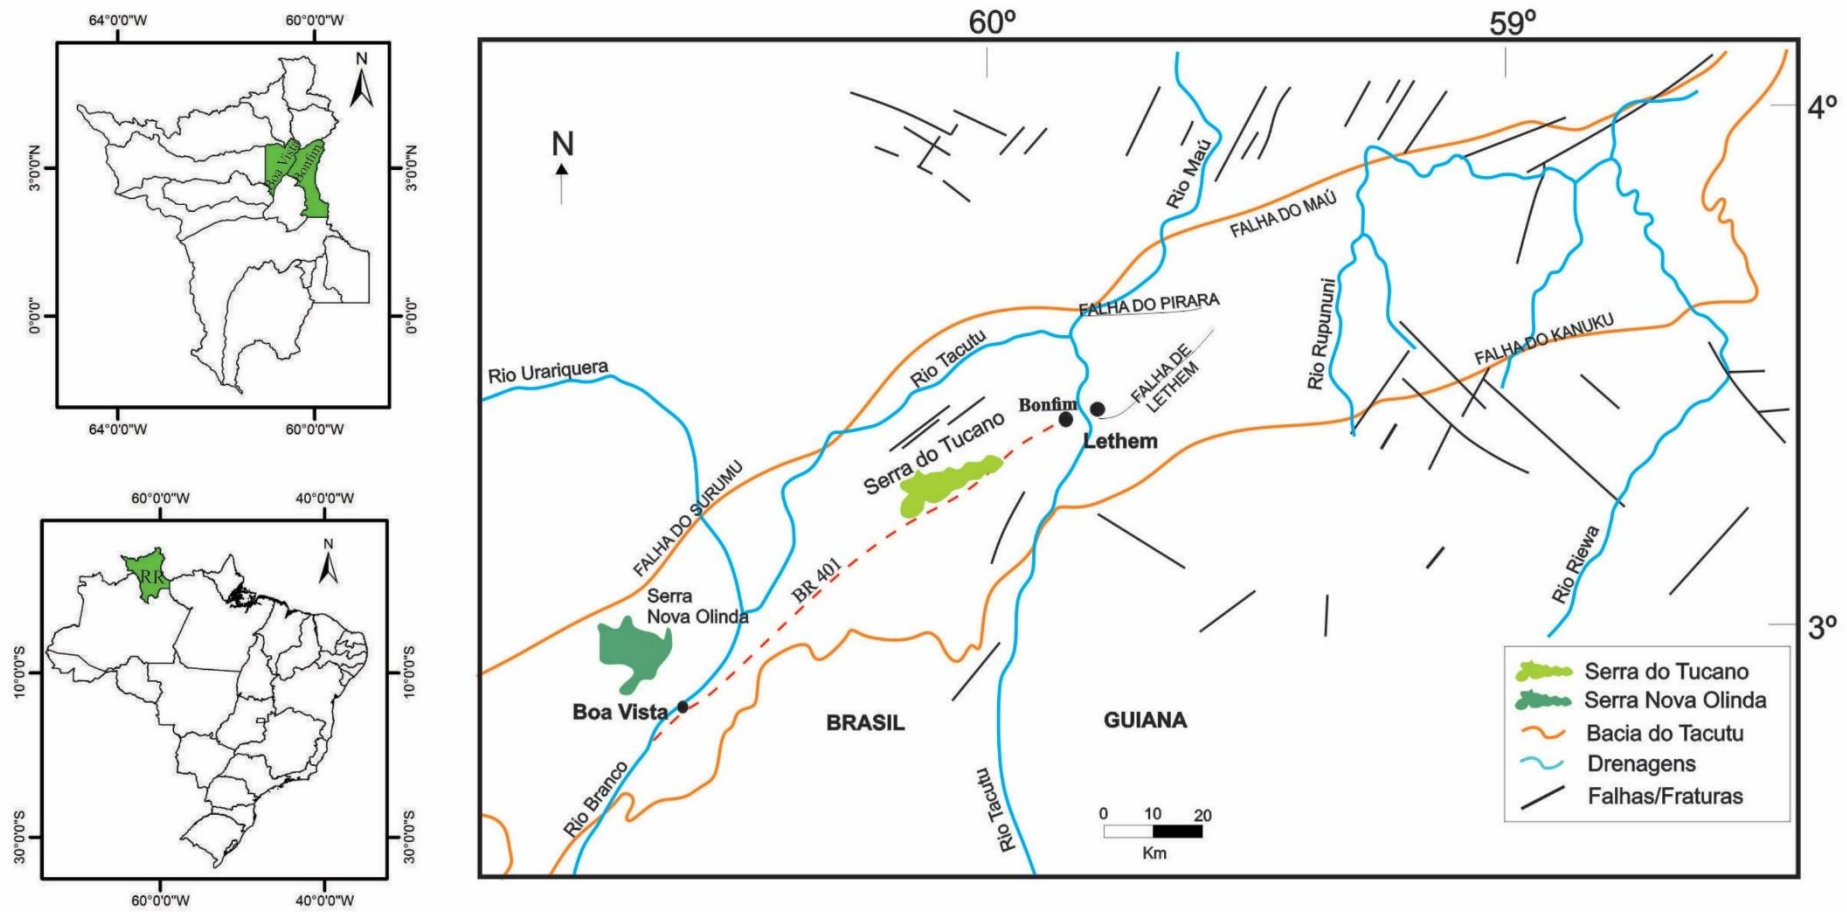 64°0'0"W
60°0'0"W
N
3°0'0"N
3°0'0"N
Boa Vista
Bonfim
0°0'0"
0°0'0"
64°0'0"W
60°0'0"W
60°0'0"W
40°0'0"W
N
RR
10°0'0"S
10°0'0"S
30°0'0"S
30°0'0"S
60°0'0"W
40°0'0"W
60º
59º
4º
3º
N
Rio Maú
FALHA DO MAÚ
FALHA DO PIRARA
Rio Rupununi
FALHA DO KANUKU
Rio Urariquera
Rio Tacutu
FALHA DE
LETHEM
Bonfim
Lethem
Serra do Tucano
FALHA DO SURUMU
BR 401
Rio Riewa
Serra
Nova Olinda
Boa Vista
BRASIL
GUIANA
Rio Branco
Rio Tacutu
0 10 20
Km
Serra do Tucano
Serra Nova Olinda
Bacia do Tacutu
Drenagens
Falhas/Fraturas